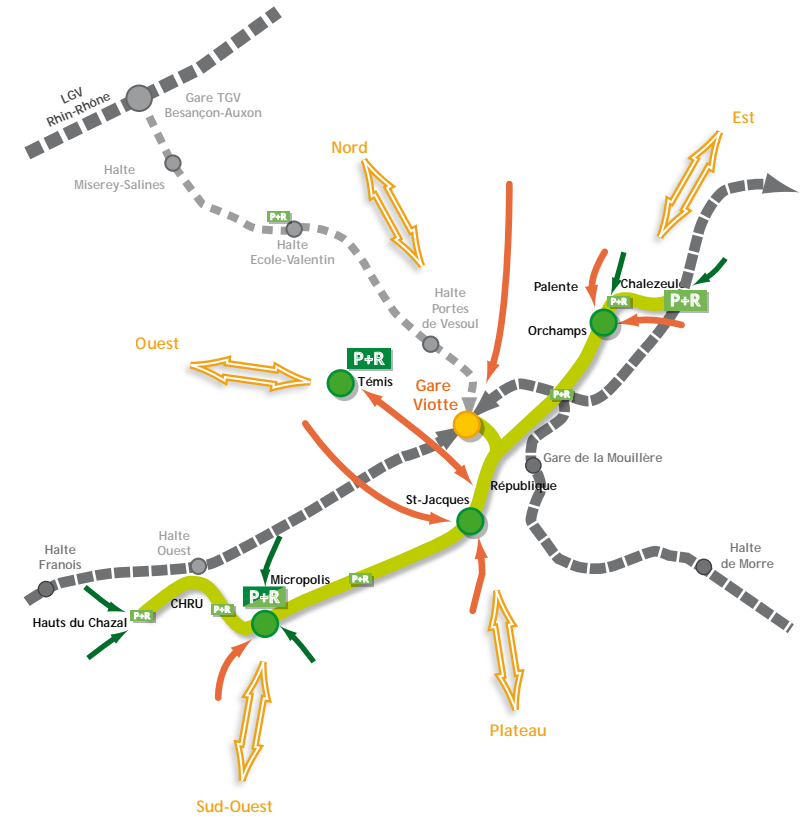 LGV
Rhin-Rhône
Gare TGV
Besançon-Auxon
Est
Nord
Halte
Miserey-Salines
P+R
Halte
Ecole-Valentin
Palente
Chalezeule
P+R
P+R
Halte
Portes
de Vesoul
Orchamps
Ouest
P+R
Témis
Gare
Viotte
P+R
Gare de la Mouillère
République
St-Jacques
Halte
Ouest
Halte
Franois
Halte
de Morre
Micropolis
P+R
P+R
CHRU
P+R
Hauts du Chazal
P+R
Plateau
Sud-Ouest